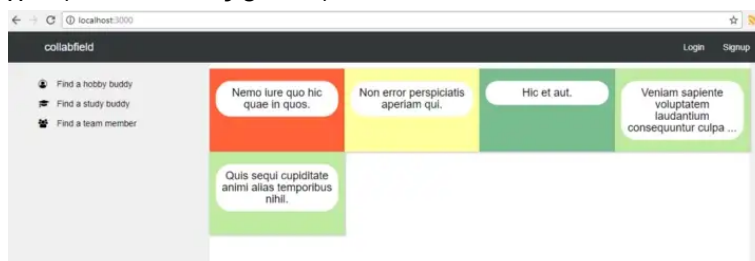 localhost:3000
collabfield
Login Signup
Find a hobby buddy
Find a study buddy
Find a team member
Nemo iure quo hic
quae in quos.
Non error perspiciatis
aperiam qui.
Hic et aut.
Veniam sapiente
voluptatem
laudantium
consequuntur culpa ...
Quis sequi cupiditate
animi alias temporibus
nihil.